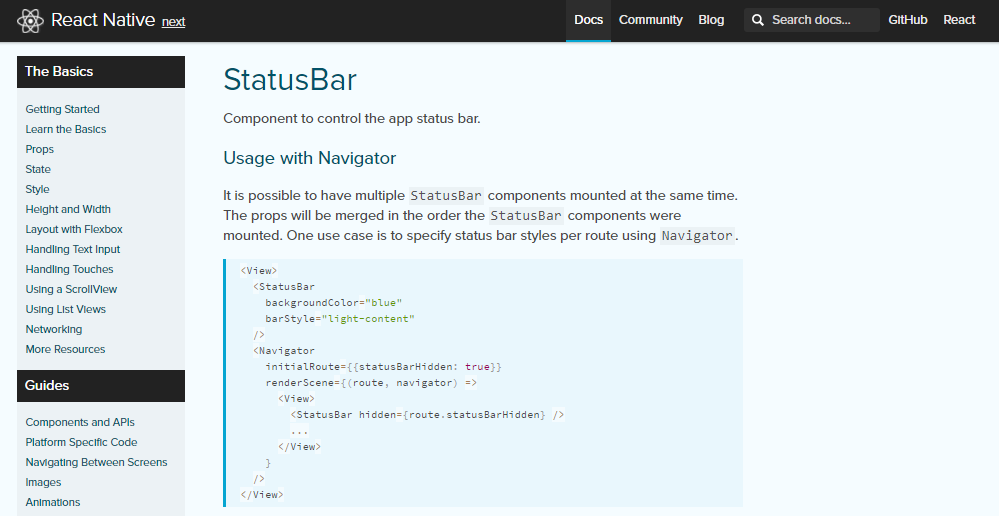 React Native next
Docs Community Blog Search docs... GitHub React
The Basics
Getting Started
Learn the Basics
Props
State
Style
Height and Width
Layout with Flexbox
Handling Text Input
Handling Touches
Using a ScrollView
Using List Views
Networking
More Resources
Guides
Components and APIs
Platform Specific Code
Navigating Between Screens
Images
Animations
StatusBar
Component to control the app status bar.
Usage with Navigator
It is possible to have multiple StatusBar components mounted at the same time.
The props will be merged in the order the StatusBar components were
mounted. One use case is to specify status bar styles per route using Navigator.
<View>
  <StatusBar
    backgroundColor="blue"
    barStyle="light-content"
  />
  <Navigator
    initialRoute={{statusBarHidden: true}}
    renderScene={(route, navigator) =>
      <View>
        <StatusBar hidden={route.statusBarHidden} />
        ...
      </View>
    }
  />
</View>